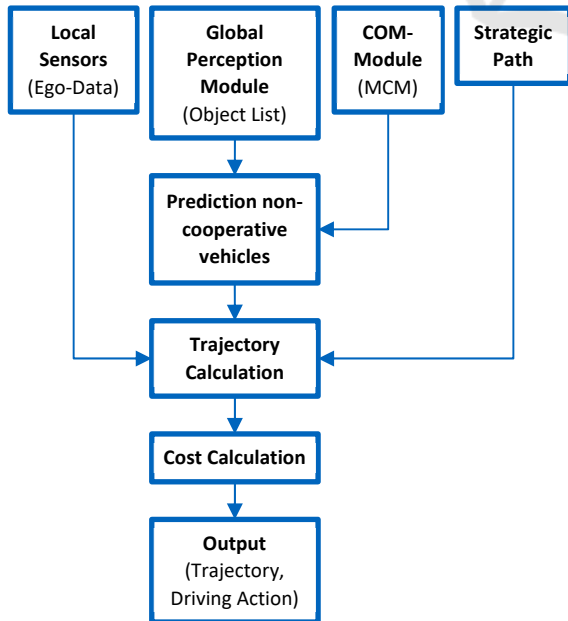 Local
Sensors
(Ego-Data)
Global
Perception
Module
(Object List)
COM-
Module
(MCM)
Strategic
Path
Prediction non-
cooperative
vehicles
Trajectory
Calculation
Cost Calculation
Output
(Trajectory,
Driving Action)